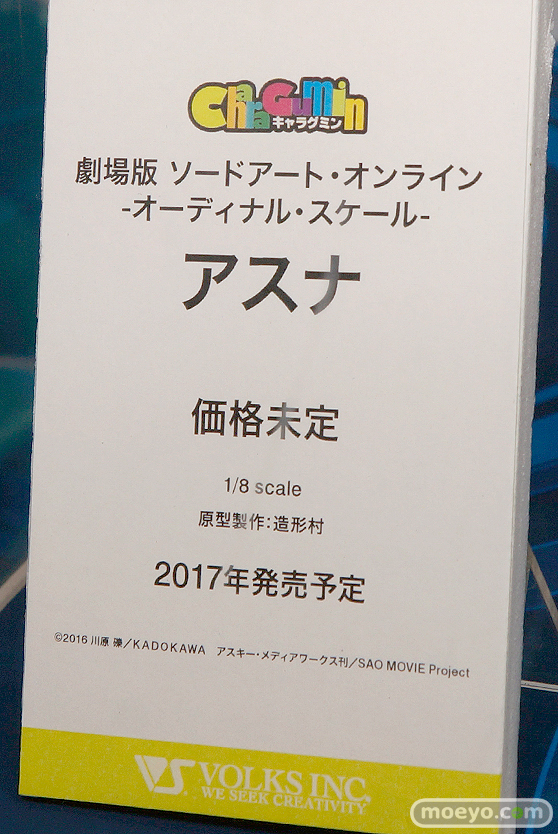 CharaGumin
キャラグミン
劇場版 ソードアート・オンライン
-オーディナル・スケール-
アスナ
価格未定
1/8 scale
原型製作：造形村
2017年発売予定
©2016 川原 礫／KADOKAWA アスキー・メディアワークス刊／SAO MOVIE Project
VS VOLKS INC.
WE SEEK CREATIVITY
moeyo.com